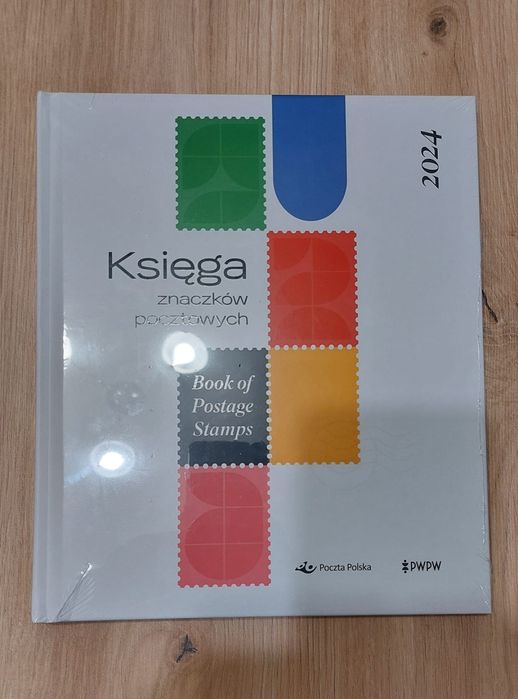 2024
Księga
znaczków
pocztowych
Book of
Postage
Stamps
Poczta Polska
PWPW